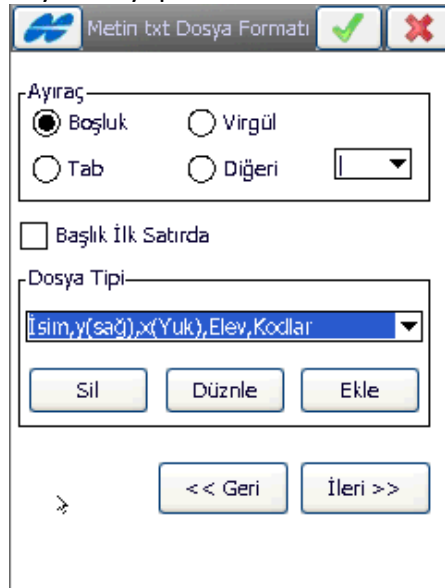 Metin txt Dosya Formatı
Ayıraç
Boşluk Virgül
Tab Diğeri |
Başlık İlk Satırda
Dosya Tipi
İsim,y(sağ),x(Yuk),Elev,Kodlar
Sil Düznle Ekle
<< Geri İleri >>